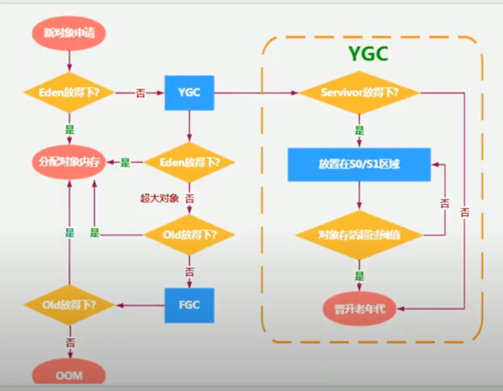 新对象申请
YGC
Eden放得下?
否
YGC
Servivor放得下?
是
是
分配对象内存
是
Eden放得下?
放置在S0/S1区域
超大对象
否
否
否
是
是
Old放得下?
对象存活超过阈值
否
是
Old放得下?
FGC
晋升老年代
否
OOM